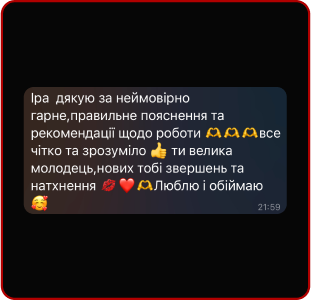 Іра  дякую за неймовірно
гарне,правильне пояснення та
рекомендації щодо роботи 🫶🫶🫶все
чітко та зрозуміло 👍 ти велика
молодець,нових тобі звершень та
натхнення 💋❤️🫶Люблю і обіймаю
🥰
21:59